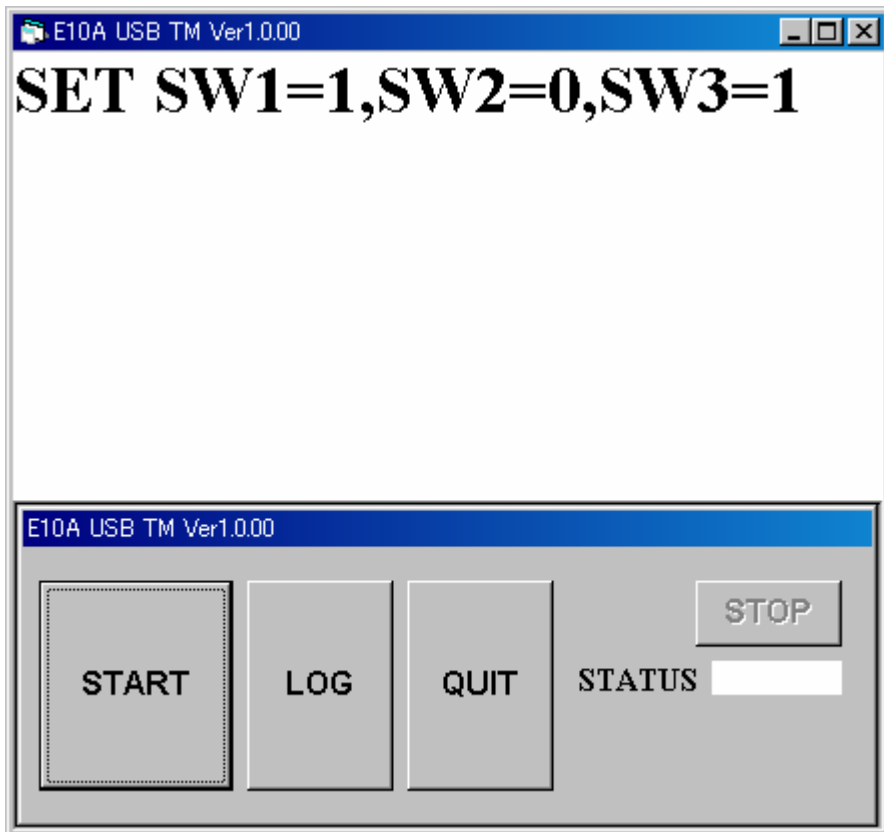 E10A USB TM Ver1.0.00
SET SW1=1,SW2=0,SW3=1
E10A USB TM Ver1.0.00
STOP
START
LOG
QUIT
STATUS